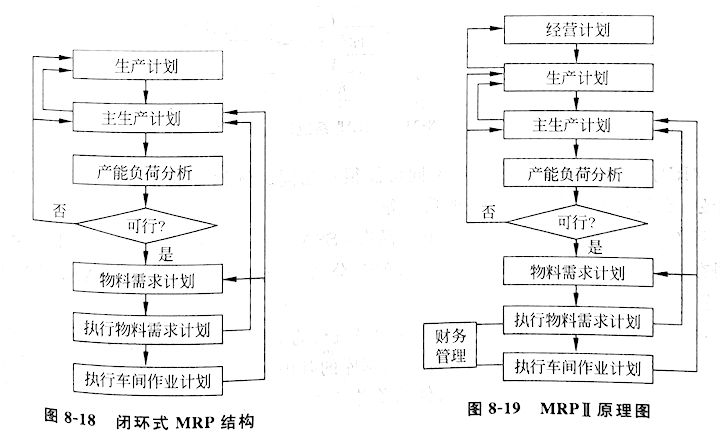 生产计划
主生产计划
产能负荷分析
可行?
否
是
物料需求计划
执行物料需求计划
执行车间作业计划
图 8-18 闭环式 MRP 结构
经营计划
生产计划
主生产计划
产能负荷分析
可行?
否
是
物料需求计划
执行物料需求计划
财务
管理
执行车间作业计划
图 8-19 MRPⅡ原理图